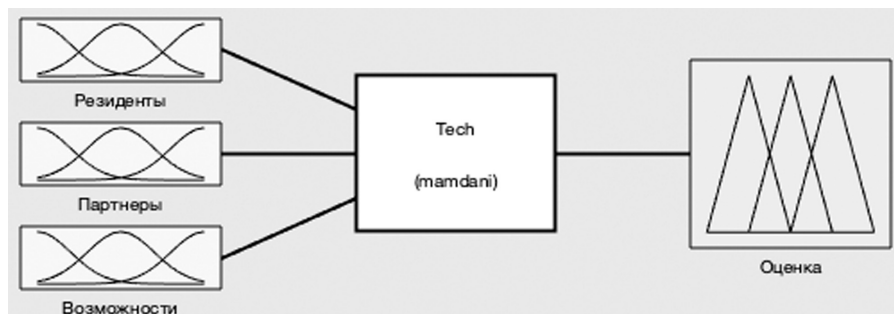 Резиденты
Партнеры
Возможности
Tech
(mamdani)
Оценка